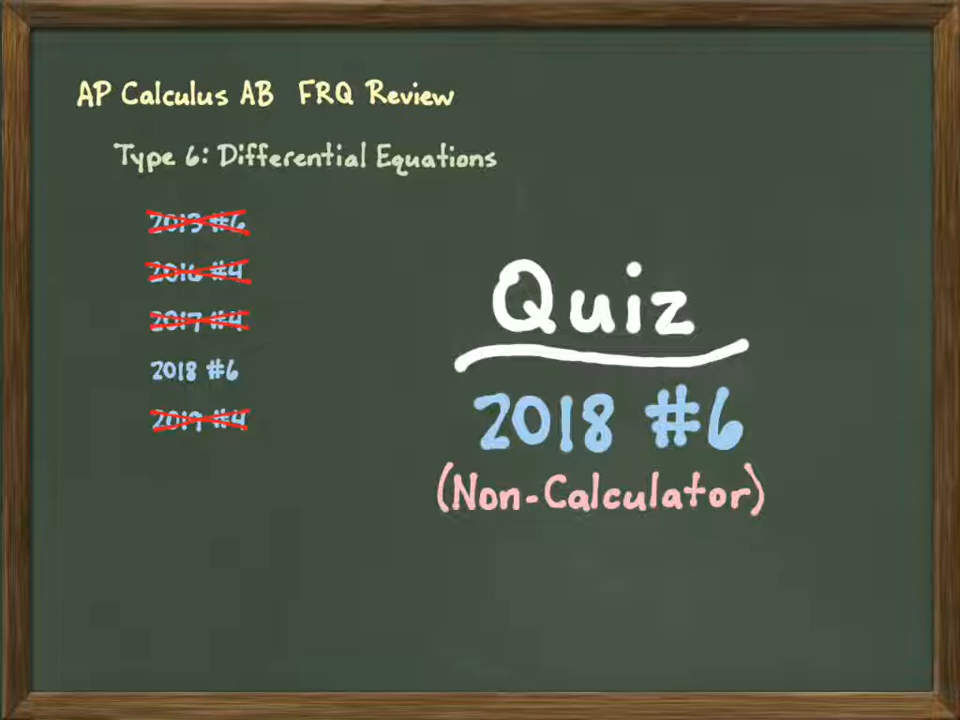 AP Calculus AB FRQ Review
Type 6: Differential Equations
2013 #6
2016 #4
2017 #4
2018 #6
2019 #4
Quiz
2018 #6
(Non-Calculator)